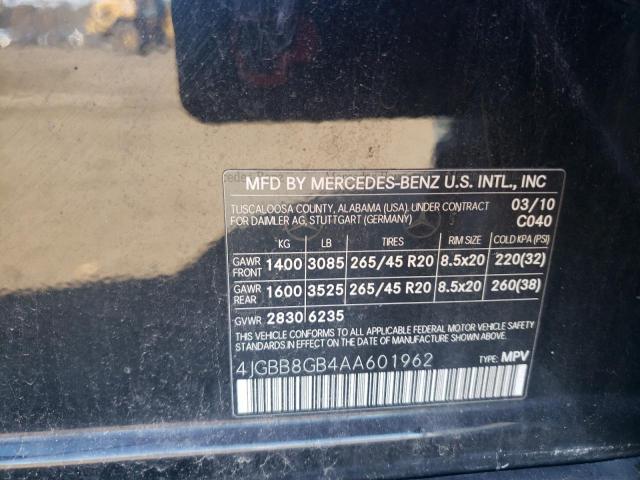 MFD BY MERCEDES-BENZ U.S. INTL., INC
TUSCALOOSA COUNTY, ALABAMA (USA) UNDER CONTRACT 03/10
FOR DAIMLER AG, STUTTGART (GERMANY) C040
KG LB TIRES RIM SIZE COLD KPA (PSI)
GAWR FRONT 1400 3085 265/45 R20 8.5x20 220(32)
GAWR REAR 1600 3525 265/45 R20 8.5x20 260(38)
GVWR 2830 6235
THIS VEHICLE CONFORMS TO ALL APPLICABLE FEDERAL MOTOR VEHICLE SAFETY
STANDARDS IN EFFECT ON THE DATE OF MANUFACTURE SHOWN ABOVE.
4JGBB8GB4AA601962 TYPE: MPV